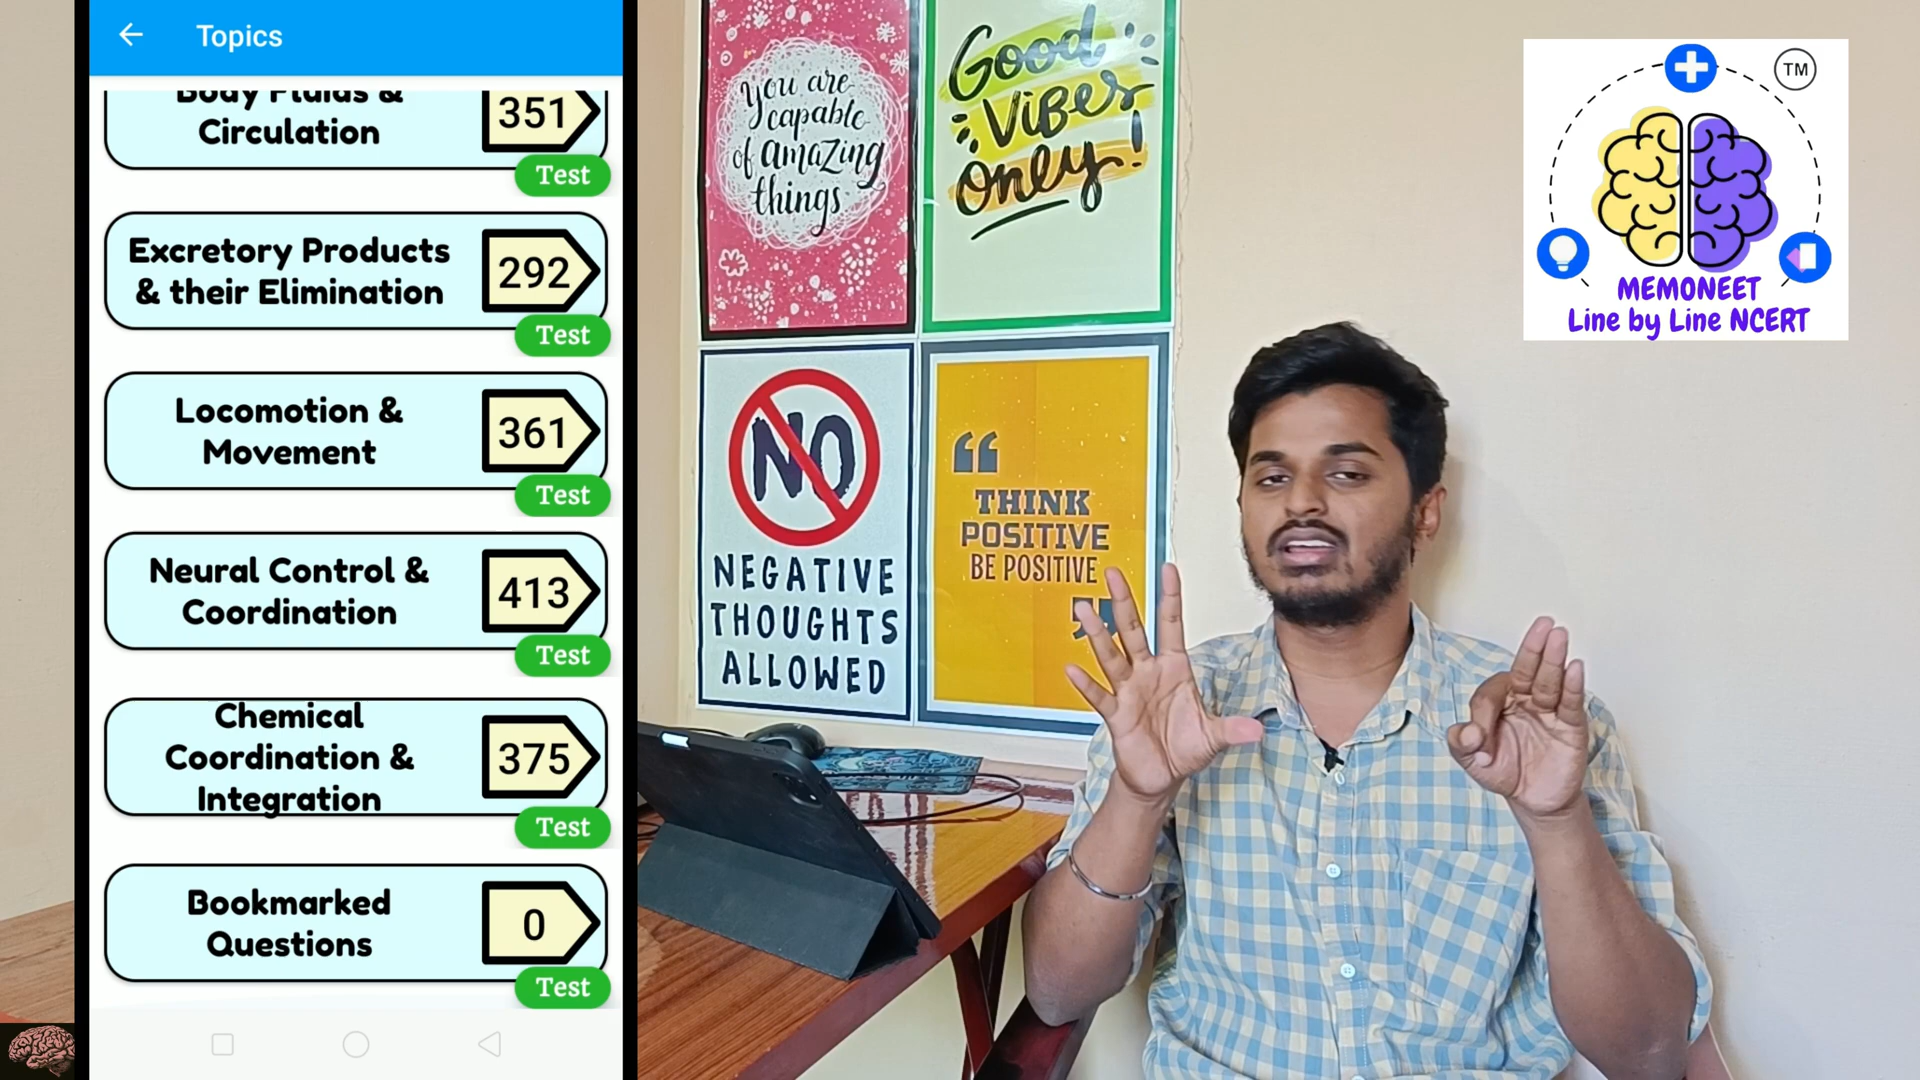 Topics
Body Fluids &
Circulation
351
Test
Excretory Products
& their Elimination
292
Test
Locomotion &
Movement
361
Test
Neural Control &
Coordination
413
Test
Chemical
Coordination &
Integration
375
Test
Bookmarked
Questions
0
Test
you are
capable
of amazing
things
Good
Vibes
Only!
NO
NEGATIVE
THOUGHTS
ALLOWED
“
THINK
POSITIVE
BE POSITIVE
”
TM
MEMONEET
Line by Line NCERT